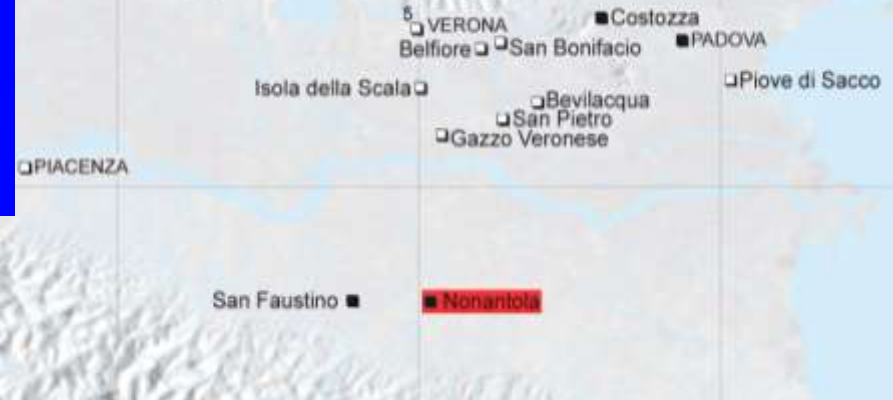 6
VERONA
Costozza
PADOVA
Belfiore
San Bonifacio
Isola della Scala
Piove di Sacco
Bevilacqua
San Pietro
Gazzo Veronese
PIACENZA
San Faustino
Nonantola